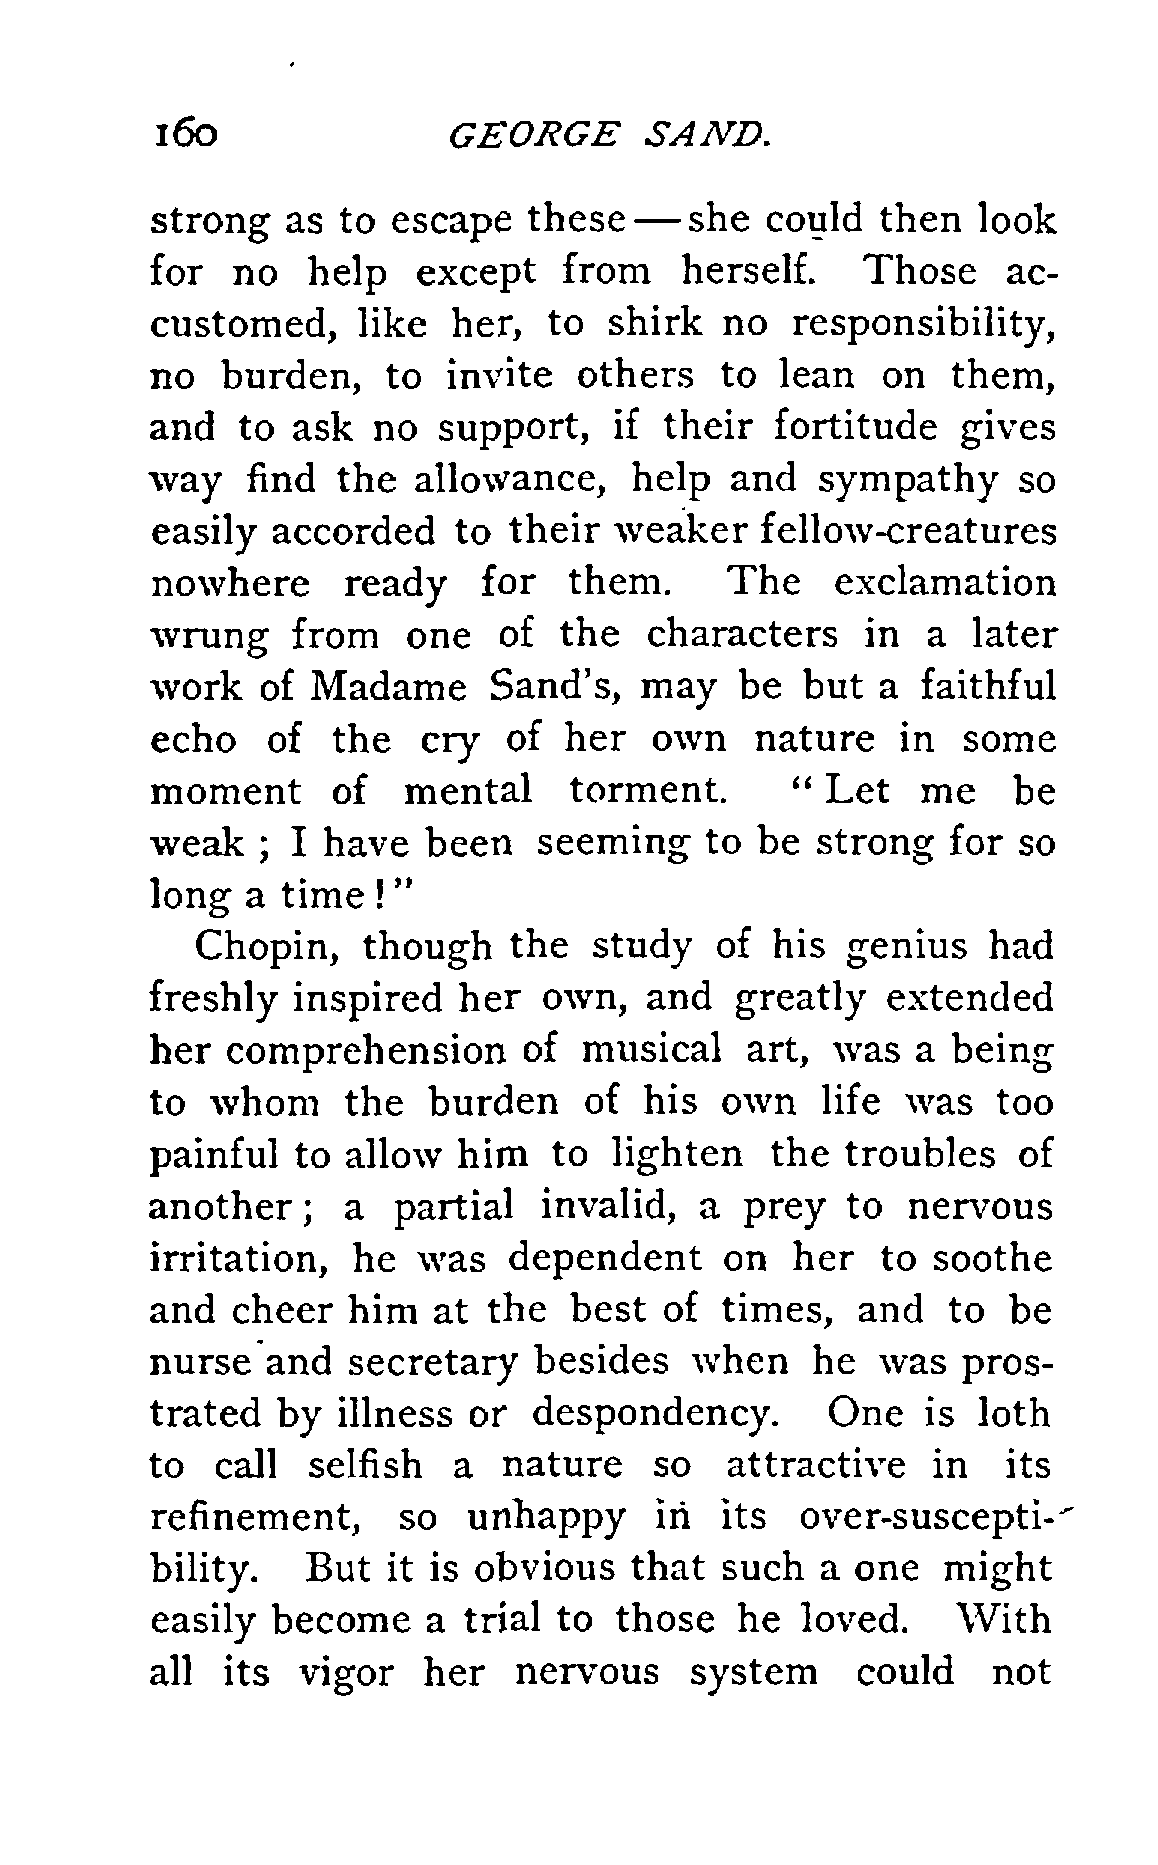 160 GEORGE SAND.
strong as to escape these — she could then look
for no help except from herself. Those ac-
customed, like her, to shirk no responsibility,
no burden, to invite others to lean on them,
and to ask no support, if their fortitude gives
way find the allowance, help and sympathy so
easily accorded to their weaker fellow-creatures
nowhere ready for them. The exclamation
wrung from one of the characters in a later
work of Madame Sand's, may be but a faithful
echo of the cry of her own nature in some
moment of mental torment. " Let me be
weak ; I have been seeming to be strong for so
long a time ! "
Chopin, though the study of his genius had
freshly inspired her own, and greatly extended
her comprehension of musical art, was a being
to whom the burden of his own life was too
painful to allow him to lighten the troubles of
another ; a partial invalid, a prey to nervous
irritation, he was dependent on her to soothe
and cheer him at the best of times, and to be
nurse and secretary besides when he was pros-
trated by illness or despondency. One is loth
to call selfish a nature so attractive in its
refinement, so unhappy in its over-suscepti-
bility. But it is obvious that such a one might
easily become a trial to those he loved. With
all its vigor her nervous system could not